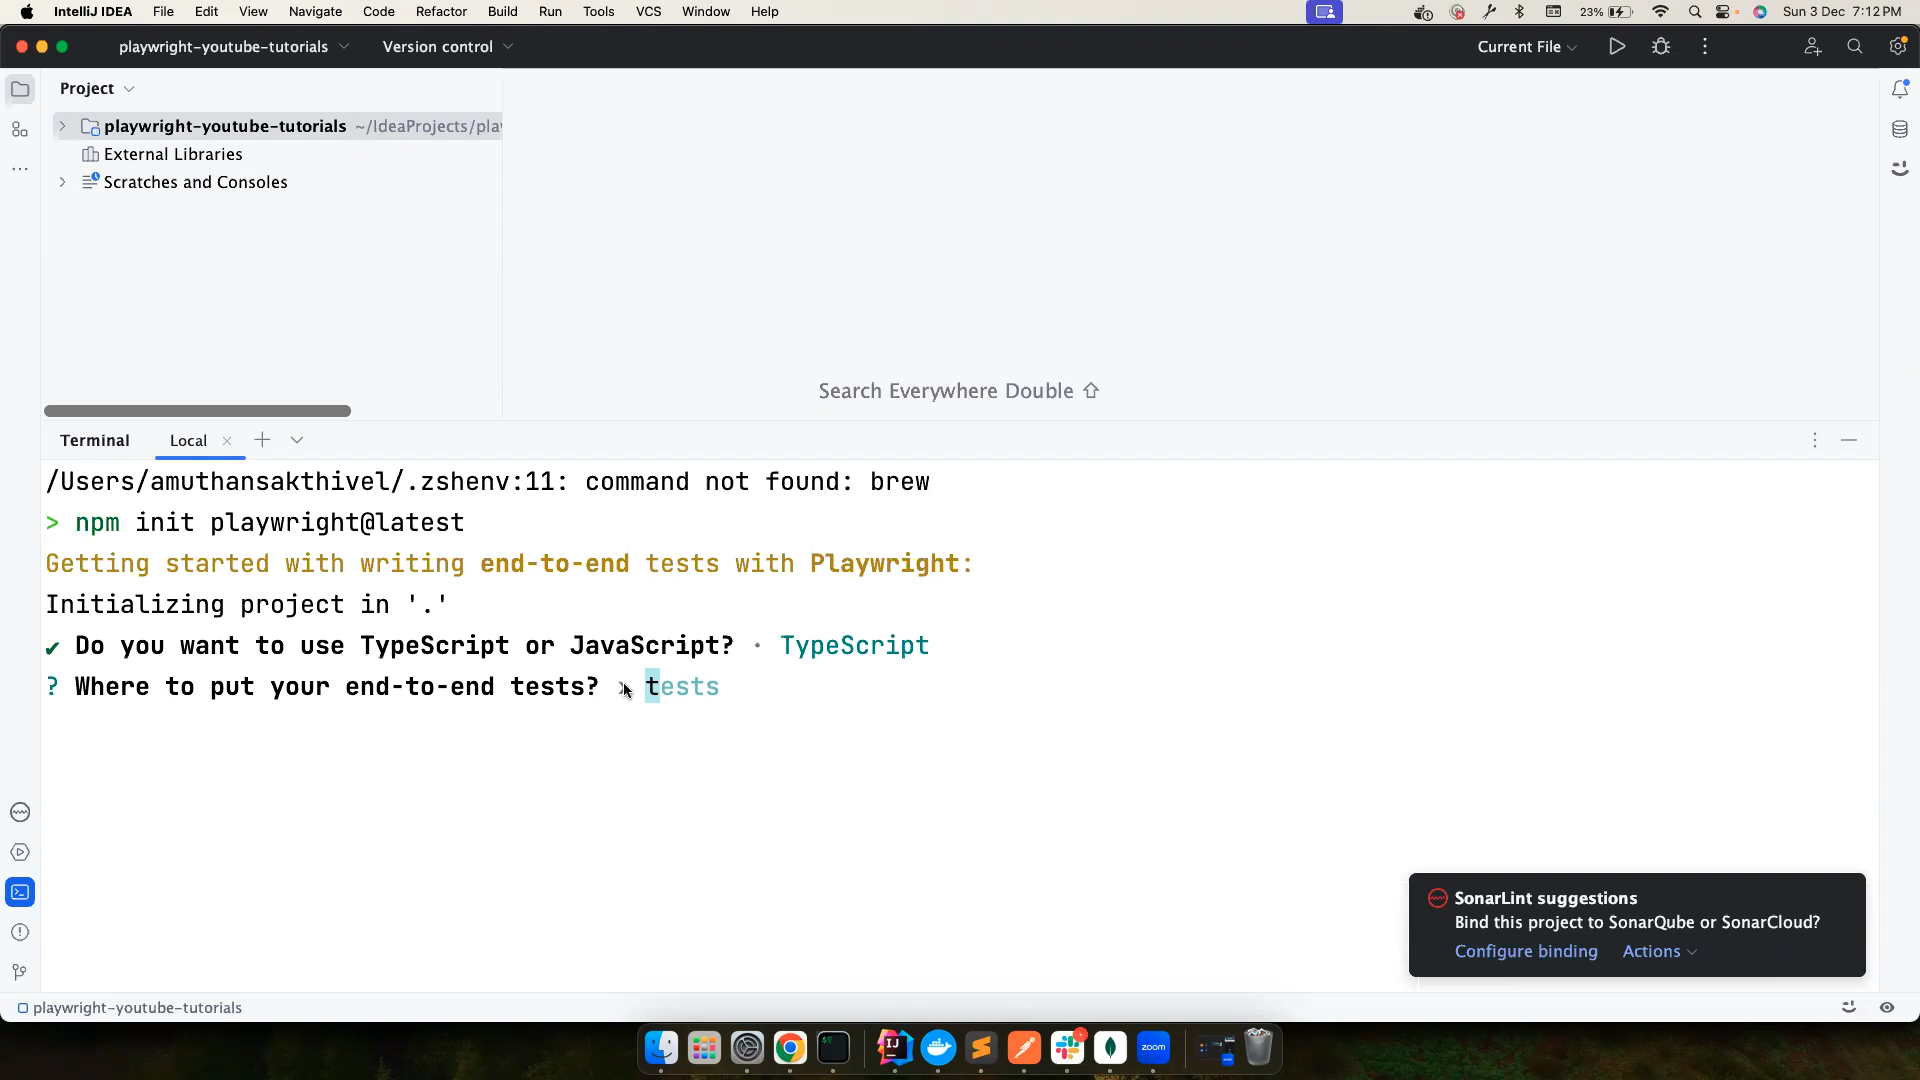 IntelliJ IDEA File Edit View Navigate Code Refactor Build Run Tools VCS Window Help 23% Sun 3 Dec 7:12 PM
playwright-youtube-tutorials Version control Current File
Project
playwright-youtube-tutorials ~/IdeaProjects/pla
External Libraries
Scratches and Consoles
Search Everywhere Double ⇧
Terminal Local
/Users/amuthansakthivel/.zshenv:11: command not found: brew
> npm init playwright@latest
Getting started with writing end-to-end tests with Playwright:
Initializing project in '.'
✔ Do you want to use TypeScript or JavaScript? · TypeScript
? Where to put your end-to-end tests? tests
SonarLint suggestions
Bind this project to SonarQube or SonarCloud?
Configure binding Actions
playwright-youtube-tutorials
IJ zoom